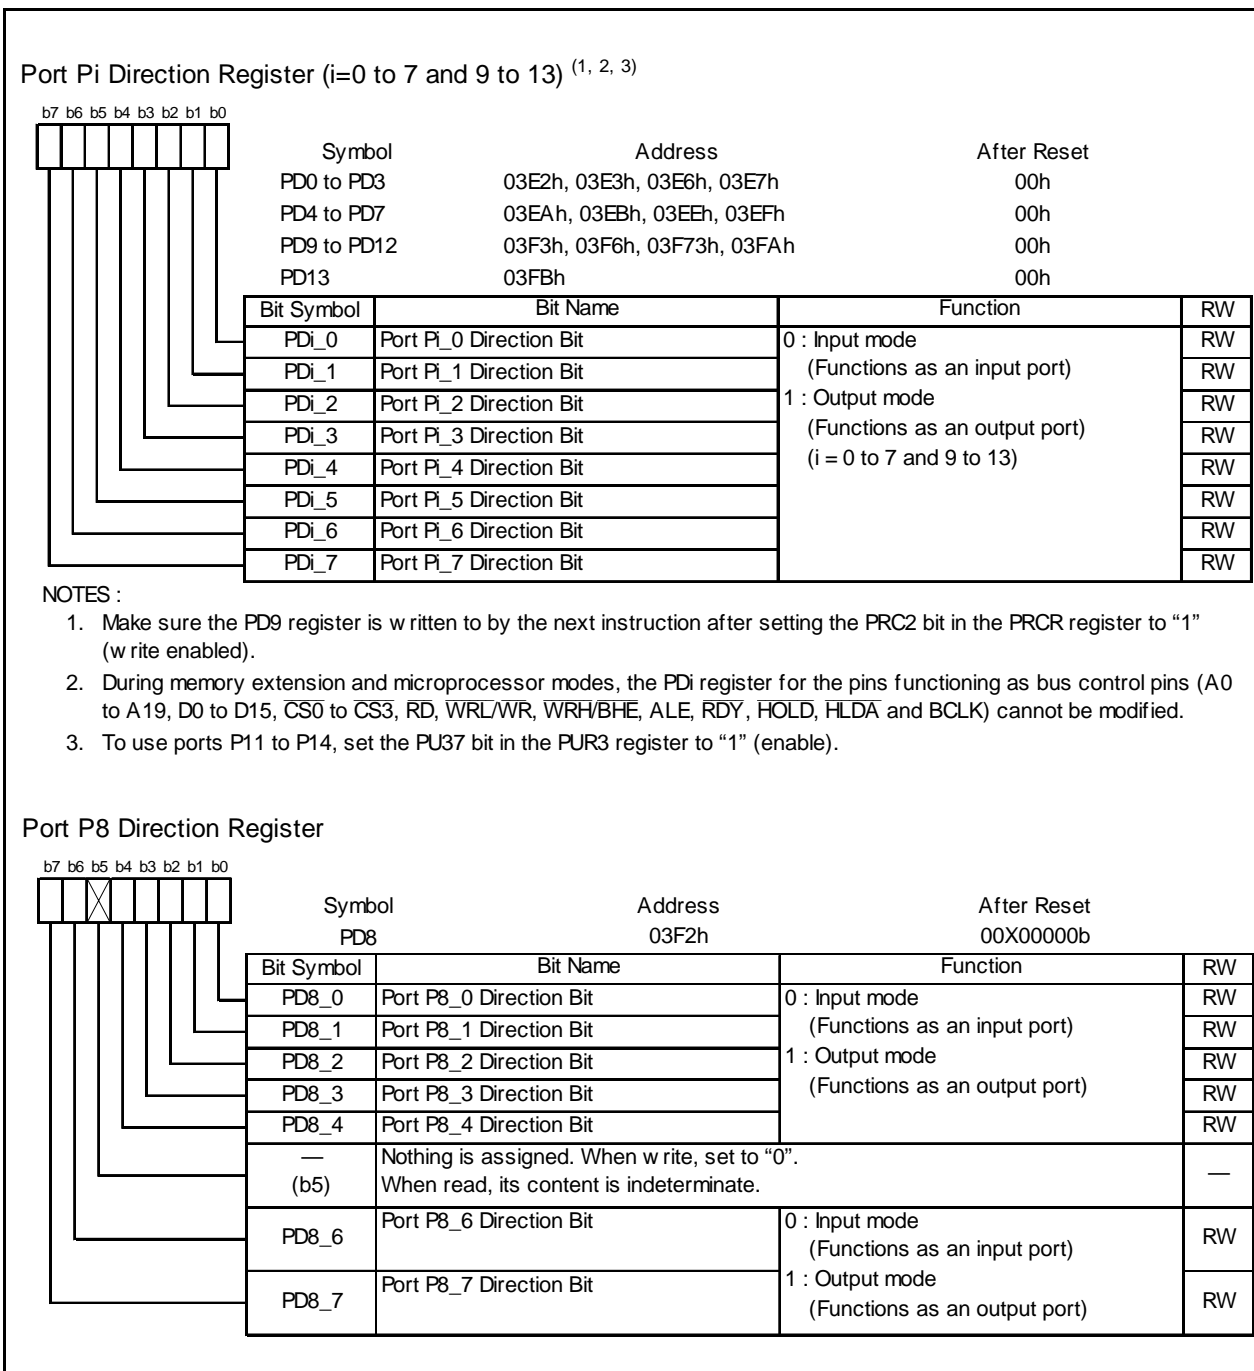 Port Pi Direction Register (i=0 to 7 and 9 to 13) (1, 2, 3)
b7 b6 b5 b4 b3 b2 b1 b0
Symbol Address After Reset
PD0 to PD3 03E2h, 03E3h, 03E6h, 03E7h 00h
PD4 to PD7 03EAh, 03EBh, 03EEh, 03EFh 00h
PD9 to PD12 03F3h, 03F6h, 03F73h, 03FAh 00h
PD13 03FBh 00h
Bit Symbol Bit Name Function RW
PDi_0 Port Pi_0 Direction Bit 0 : Input mode RW
PDi_1 Port Pi_1 Direction Bit (Functions as an input port) RW
PDi_2 Port Pi_2 Direction Bit 1 : Output mode RW
PDi_3 Port Pi_3 Direction Bit (Functions as an output port) RW
PDi_4 Port Pi_4 Direction Bit (i = 0 to 7 and 9 to 13) RW
PDi_5 Port Pi_5 Direction Bit RW
PDi_6 Port Pi_6 Direction Bit RW
PDi_7 Port Pi_7 Direction Bit RW
NOTES :
1. Make sure the PD9 register is written to by the next instruction after setting the PRC2 bit in the PRCR register to “1”
(write enabled).
2. During memory extension and microprocessor modes, the PDi register for the pins functioning as bus control pins (A0
to A19, D0 to D15, CS0 to CS3, RD, WRL/WR, WRH/BHE, ALE, RDY, HOLD, HLDA and BCLK) cannot be modified.
3. To use ports P11 to P14, set the PU37 bit in the PUR3 register to “1” (enable).
Port P8 Direction Register
b7 b6 b5 b4 b3 b2 b1 b0
Symbol Address After Reset
PD8 03F2h 00X00000b
Bit Symbol Bit Name Function RW
PD8_0 Port P8_0 Direction Bit 0 : Input mode RW
PD8_1 Port P8_1 Direction Bit (Functions as an input port) RW
PD8_2 Port P8_2 Direction Bit 1 : Output mode RW
PD8_3 Port P8_3 Direction Bit (Functions as an output port) RW
PD8_4 Port P8_4 Direction Bit RW
— Nothing is assigned. When write, set to “0”. —
(b5) When read, its content is indeterminate.
PD8_6 Port P8_6 Direction Bit 0 : Input mode RW
(Functions as an input port)
PD8_7 Port P8_7 Direction Bit 1 : Output mode RW
(Functions as an output port)